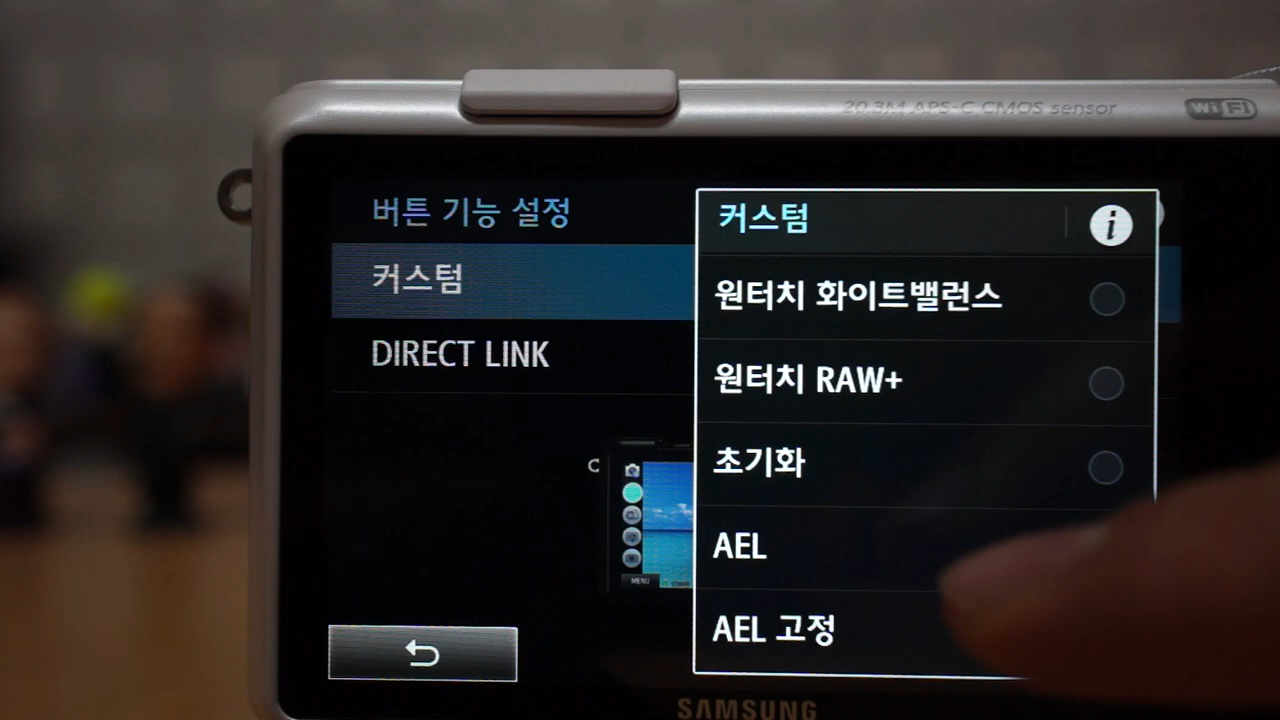 20.3M APS-C CMOS sensor
Wi Fi
버튼 기능 설정
커스텀
DIRECT LINK
커스텀
i
원터치 화이트밸런스
원터치 RAW+
초기화
AEL
AEL 고정
C
MENU
SAMSUNG